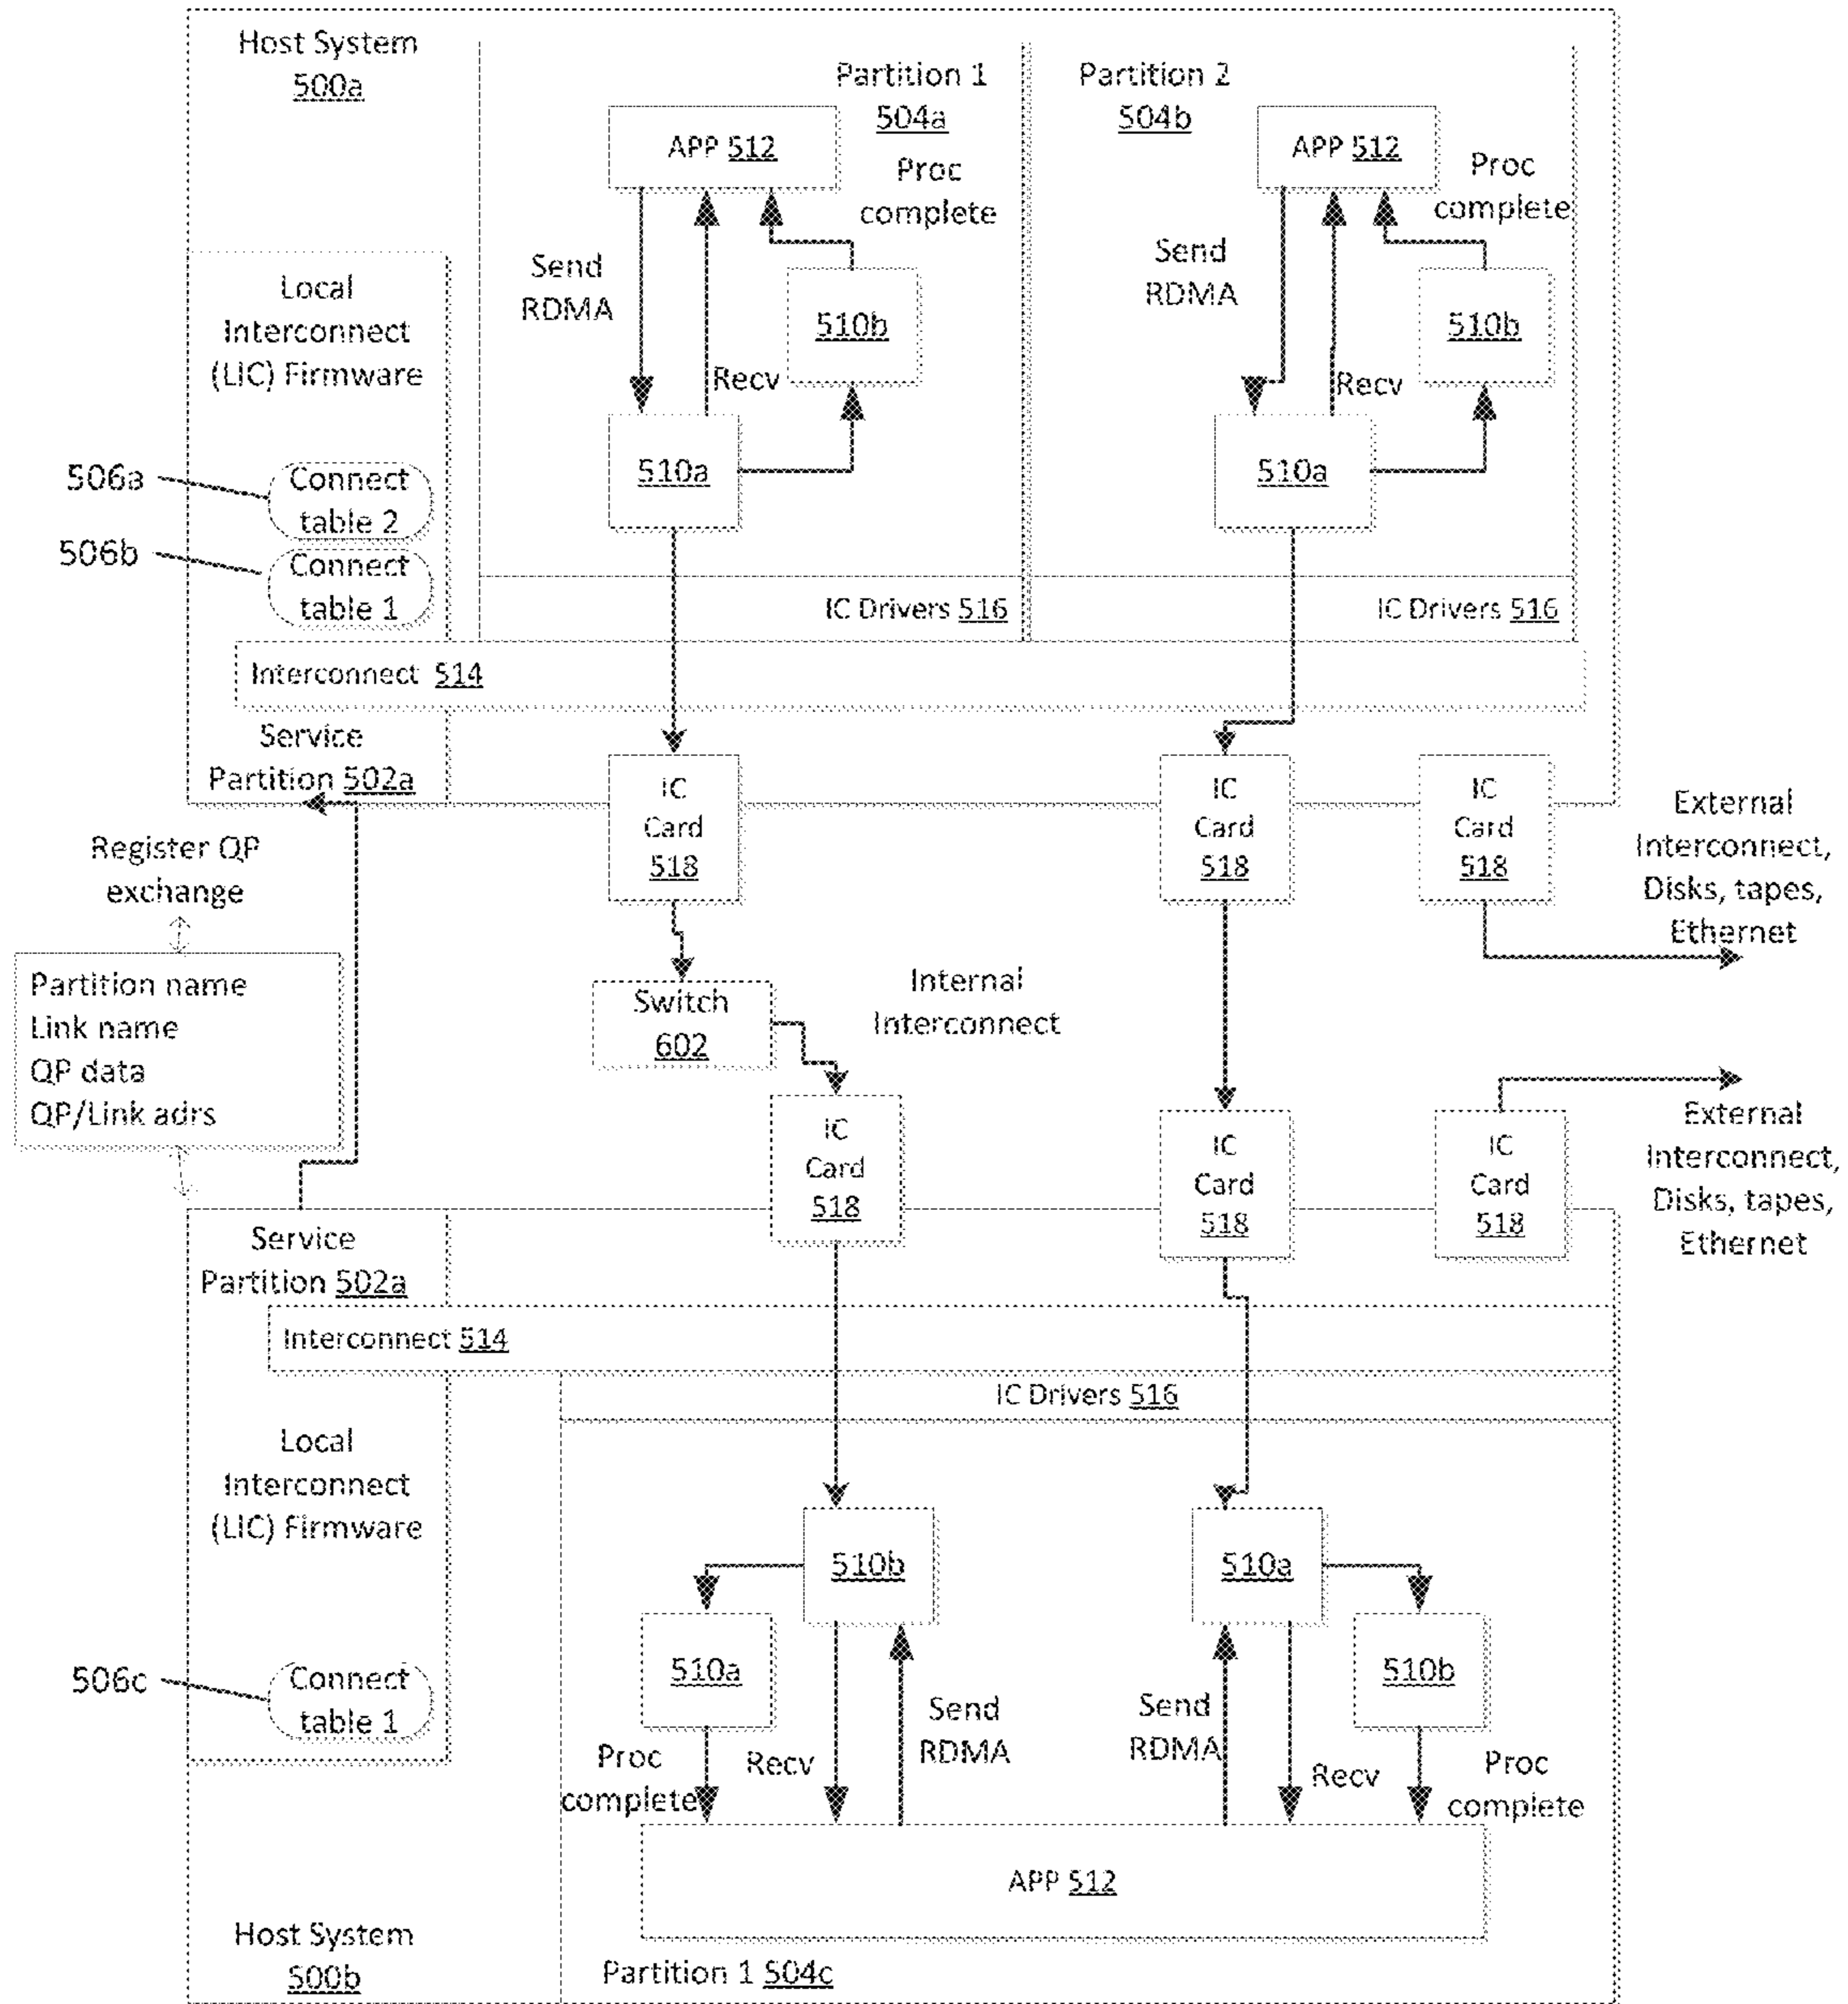 Host System
500a
Partition 1
504a
Partition 2
504b
APP 512
Proc
complete
APP 512
Proc
complete
Send
RDMA
Send
RDMA
Local
Interconnect
(LIC) Firmware
510b
510b
Recv
Recv
510a
510a
506a
Connect
table 2
506b
Connect
table 1
IC Drivers 516
IC Drivers 516
Interconnect 514
Service
Partition 502a
IC
Card
518
IC
Card
518
IC
Card
518
External
Interconnect,
Disks, tapes,
Ethernet
Register QP
exchange
Partition name
Link name
QP data
QP/Link adrs
Switch
602
Internal
Interconnect
IC
Card
518
IC
Card
518
IC
Card
518
External
Interconnect,
Disks, tapes,
Ethernet
Service
Partition 502a
Interconnect 514
IC Drivers 516
Local
Interconnect
(LIC) Firmware
510b
510a
510a
510b
506c
Connect
table 1
Proc
complete
Recv
Send
RDMA
Send
RDMA
Recv
Proc
complete
APP 512
Host System
500b
Partition 1 504c